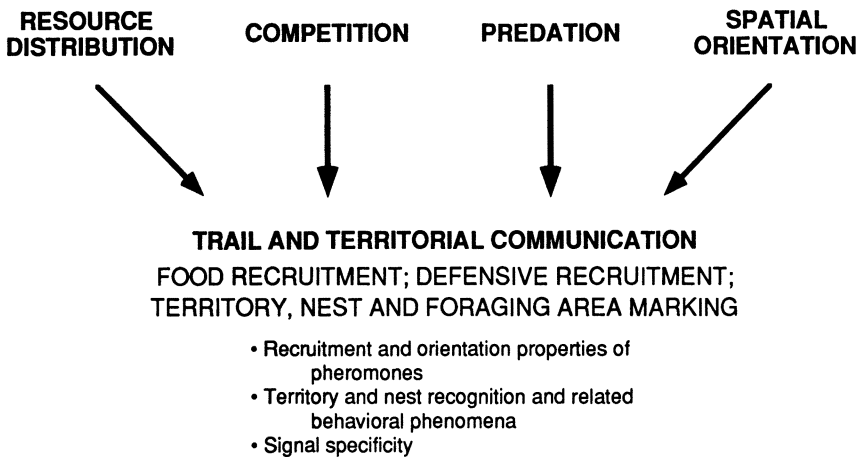 RESOURCE
DISTRIBUTION
COMPETITION
PREDATION
SPATIAL
ORIENTATION
TRAIL AND TERRITORIAL COMMUNICATION
FOOD RECRUITMENT; DEFENSIVE RECRUITMENT;
TERRITORY, NEST AND FORAGING AREA MARKING
• Recruitment and orientation properties of
pheromones
• Territory and nest recognition and related
behavioral phenomena
• Signal specificity